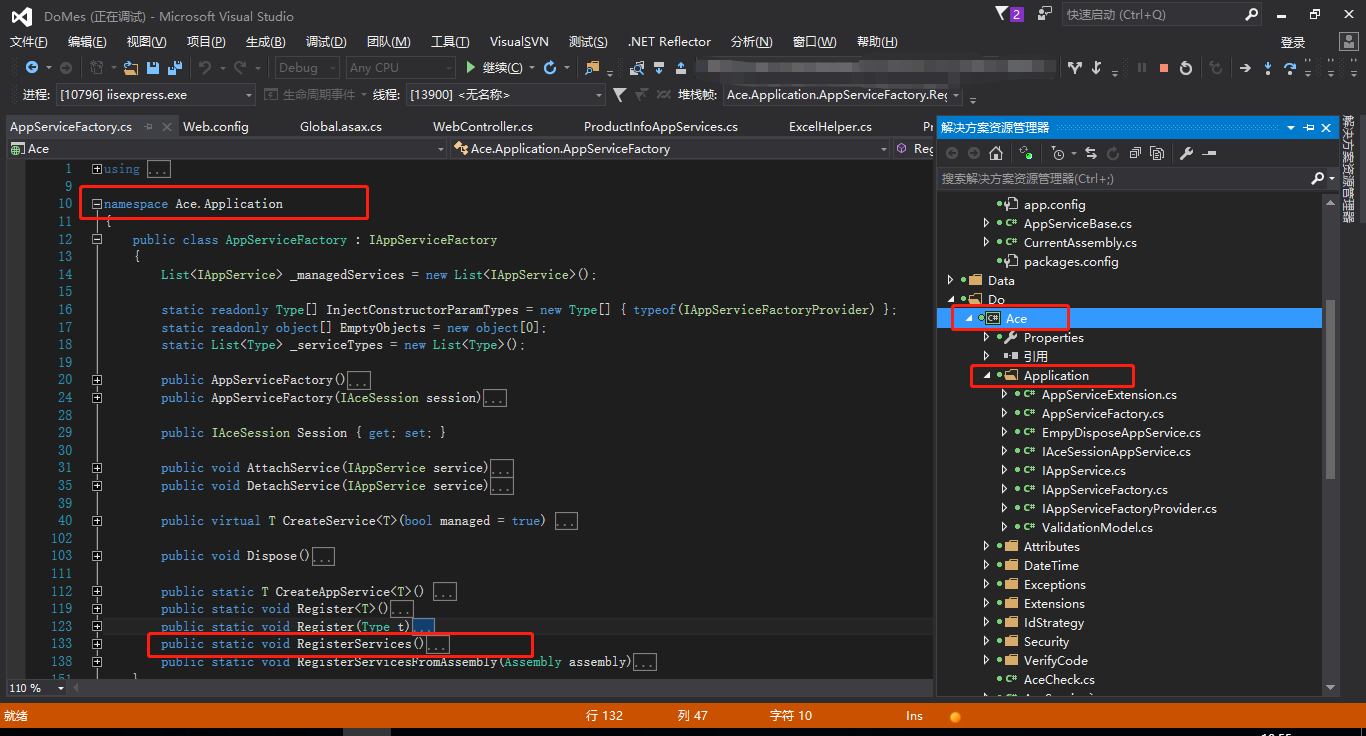 DoMes (正在调试) - Microsoft Visual Studio
2
快速启动 (Ctrl+Q)
文件(F) 编辑(E) 视图(V) 项目(P) 生成(B) 调试(D) 团队(M) 工具(T) VisualSVN 测试(S) .NET Reflector 分析(N) 窗口(W) 帮助(H) 登录
Debug Any CPU 继续(C)
进程: [10796] iisexpress.exe 生命周期事件 线程: [13900] <无名称> 堆栈帧: Ace.Application.AppServiceFactory.Reg
AppServiceFactory.cs Web.config Global.asax.cs WebController.cs ProductInfoAppServices.cs ExcelHelper.cs Pr
Ace Ace.Application.AppServiceFactory Reg
1 using ...
9
10 namespace Ace.Application
11 {
12 public class AppServiceFactory : IAppServiceFactory
13 {
14 List<IAppService> _managedServices = new List<IAppService>();
15
16 static readonly Type[] InjectConstructorParamTypes = new Type[] { typeof(IAppServiceFactoryProvider) };
17 static readonly object[] EmptyObjects = new object[0];
18 static List<Type> _serviceTypes = new List<Type>();
19
20 public AppServiceFactory()...
24 public AppServiceFactory(IAceSession session)...
28
29 public IAceSession Session { get; set; }
30
31 public void AttachService(IAppService service)...
35 public void DetachService(IAppService service)...
39
40 public virtual T CreateService<T>(bool managed = true) ...
102
103 public void Dispose()...
111
112 public static T CreateAppService<T>() ...
119 public static void Register<T>()...
123 public static void Register(Type t)...
133 public static void RegisterServices()...
138 public static void RegisterServicesFromAssembly(Assembly assembly)...
151 }
110 %
解决方案资源管理器
搜索解决方案资源管理器(Ctrl+;)
app.config
AppServiceBase.cs
CurrentAssembly.cs
packages.config
Data
Do
Ace
Properties
引用
Application
AppServiceExtension.cs
AppServiceFactory.cs
EmpyDisposeAppService.cs
IAceSessionAppService.cs
IAppService.cs
IAppServiceFactory.cs
IAppServiceFactoryProvider.cs
ValidationModel.cs
Attributes
DateTime
Exceptions
Extensions
IdStrategy
Security
VerifyCode
AceCheck.cs
解决方案资源管理器
就绪 行 132 列 47 字符 10 Ins